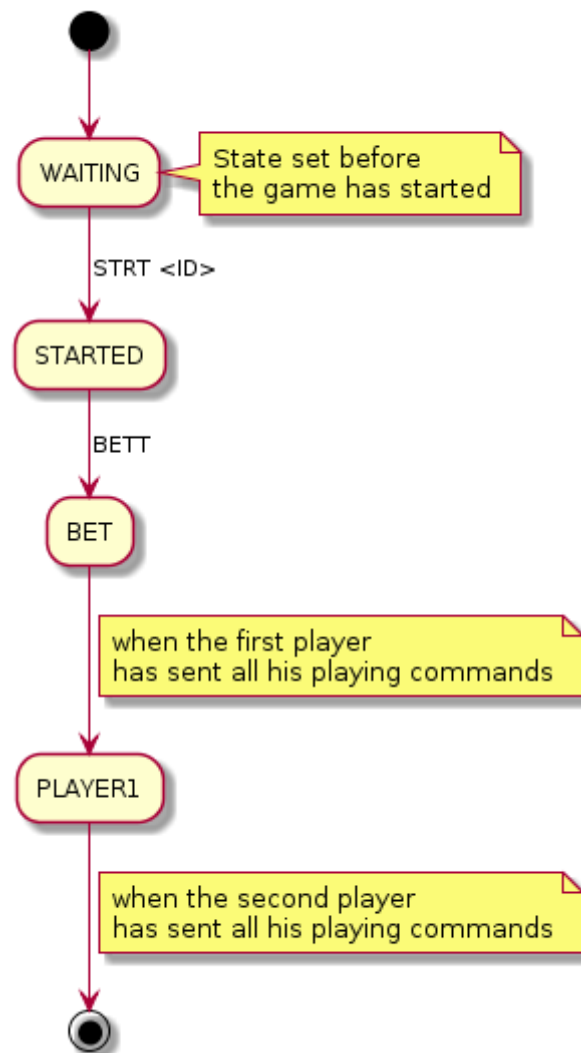 WAITING
State set before
the game has started
STRT <ID>
STARTED
BETT
BET
when the first player
has sent all his playing commands
PLAYER1
when the second player
has sent all his playing commands